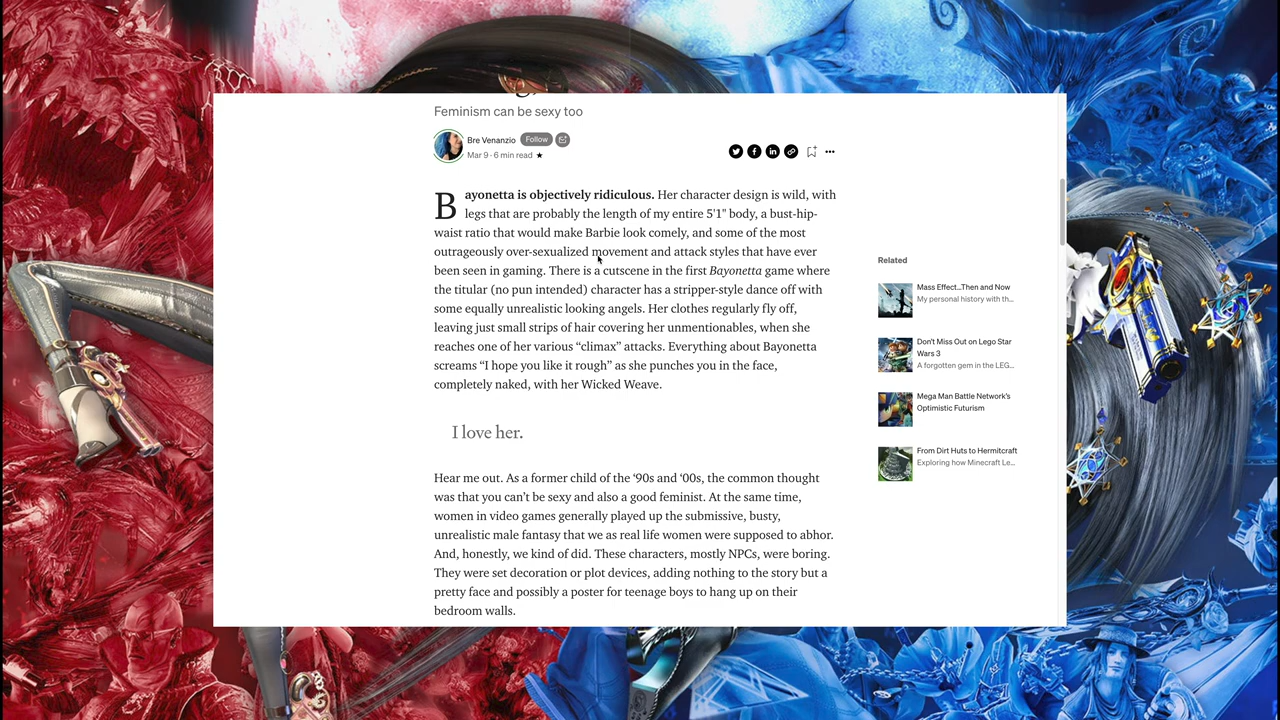 Feminism can be sexy too
Bre Venanzio Follow
Mar 9 · 6 min read ★
Bayonetta is objectively ridiculous. Her character design is wild, with
legs that are probably the length of my entire 5'1" body, a bust-hip-
waist ratio that would make Barbie look comely, and some of the most
outrageously over-sexualized movement and attack styles that have ever
been seen in gaming. There is a cutscene in the first Bayonetta game where
the titular (no pun intended) character has a stripper-style dance off with
some equally unrealistic looking angels. Her clothes regularly fly off,
leaving just small strips of hair covering her unmentionables, when she
reaches one of her various “climax” attacks. Everything about Bayonetta
screams “I hope you like it rough” as she punches you in the face,
completely naked, with her Wicked Weave.
I love her.
Hear me out. As a former child of the ‘90s and ‘00s, the common thought
was that you can’t be sexy and also a good feminist. At the same time,
women in video games generally played up the submissive, busty,
unrealistic male fantasy that we as real life women were supposed to abhor.
And, honestly, we kind of did. These characters, mostly NPCs, were boring.
They were set decoration or plot devices, adding nothing to the story but a
pretty face and possibly a poster for teenage boys to hang up on their
bedroom walls.
Related
Mass Effect...Then and Now
My personal history with th...
Don’t Miss Out on Lego Star
Wars 3
A forgotten gem in the LEG...
Mega Man Battle Network’s
Optimistic Futurism
From Dirt Huts to Hermitcraft
Exploring how Minecraft Le...